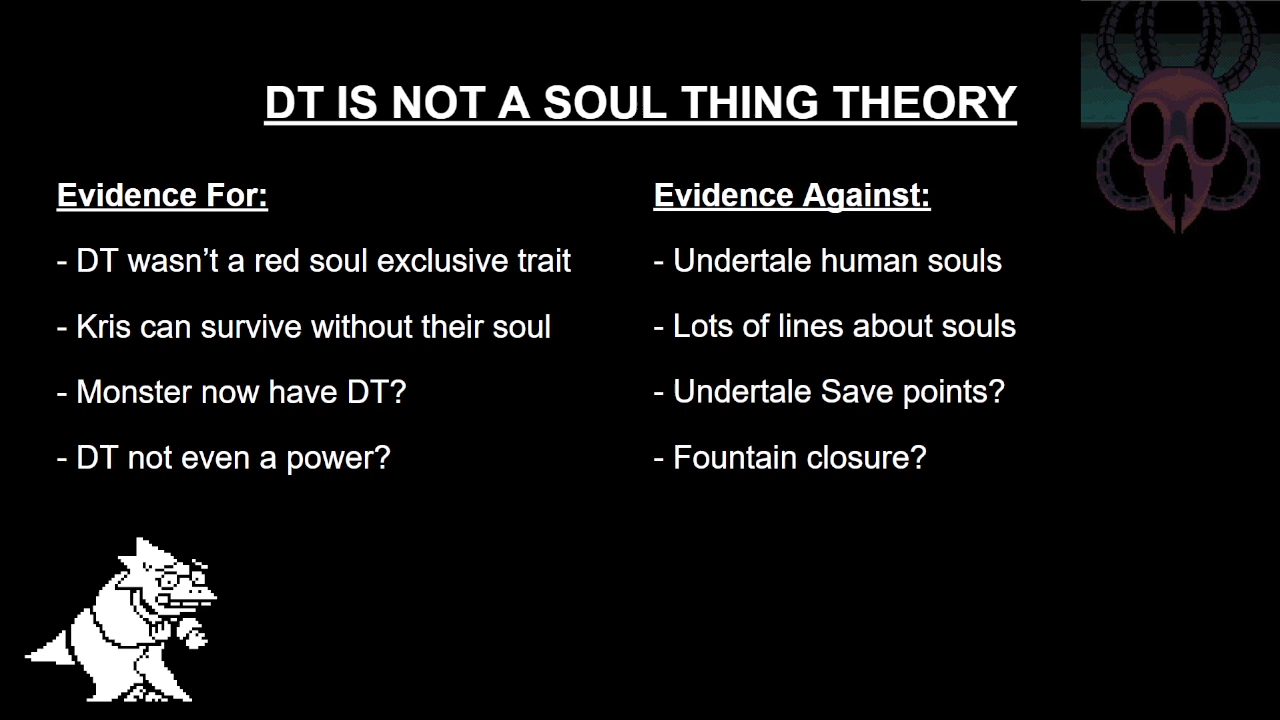 DT IS NOT A SOUL THING THEORY
Evidence For:
- DT wasn’t a red soul exclusive trait
- Kris can survive without their soul
- Monster now have DT?
- DT not even a power?
Evidence Against:
- Undertale human souls
- Lots of lines about souls
- Undertale Save points?
- Fountain closure?